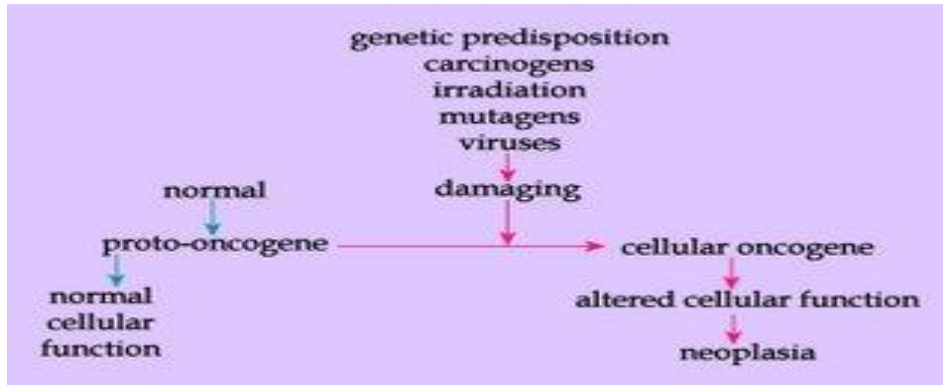 genetic predisposition
carcinogens
irradiation
mutagens
viruses
normal
damaging
proto-oncogene
cellular oncogene
normal
cellular
function
altered cellular function
neoplasia